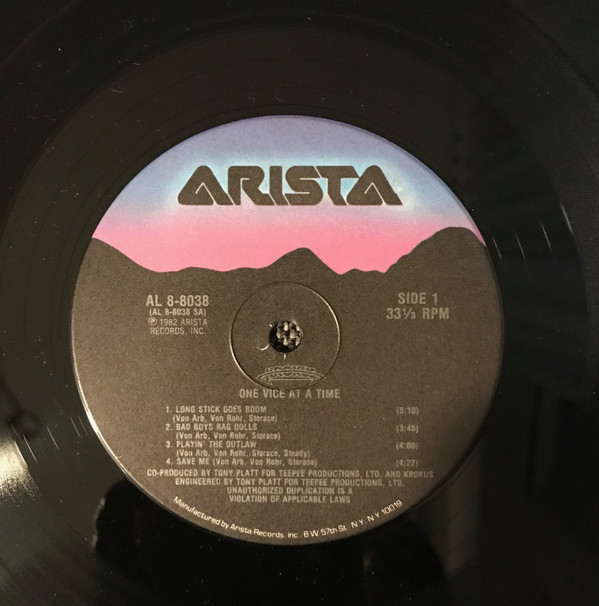 ARISTA
AL 8-8038
(AL 8-8038 SA)
℗ 1982 ARISTA
RECORDS, INC.
SIDE 1
33⅓ RPM
ONE VICE AT A TIME
1. LONG STICK GOES BOOM (5:10)
(Von Arb, Von Rohr, Storace)
2. BAD BOYS RAG DOLLS (3:45)
(Von Arb, Von Rohr, Storace)
3. PLAYIN' THE OUTLAW (4:00)
(Von Arb, Von Rohr, Storace, Steady)
4. SAVE ME (Von Arb, Von Rohr, Storace) (4:22)
CO-PRODUCED BY TONY PLATT FOR TEEPEE PRODUCTIONS, LTD. AND KROKUS
ENGINEERED BY TONY PLATT FOR TEEPEE PRODUCTIONS, LTD.
UNAUTHORIZED DUPLICATION IS A
VIOLATION OF APPLICABLE LAWS
Manufactured by Arista Records, Inc. 6 W 57th St. N.Y. N.Y 10019